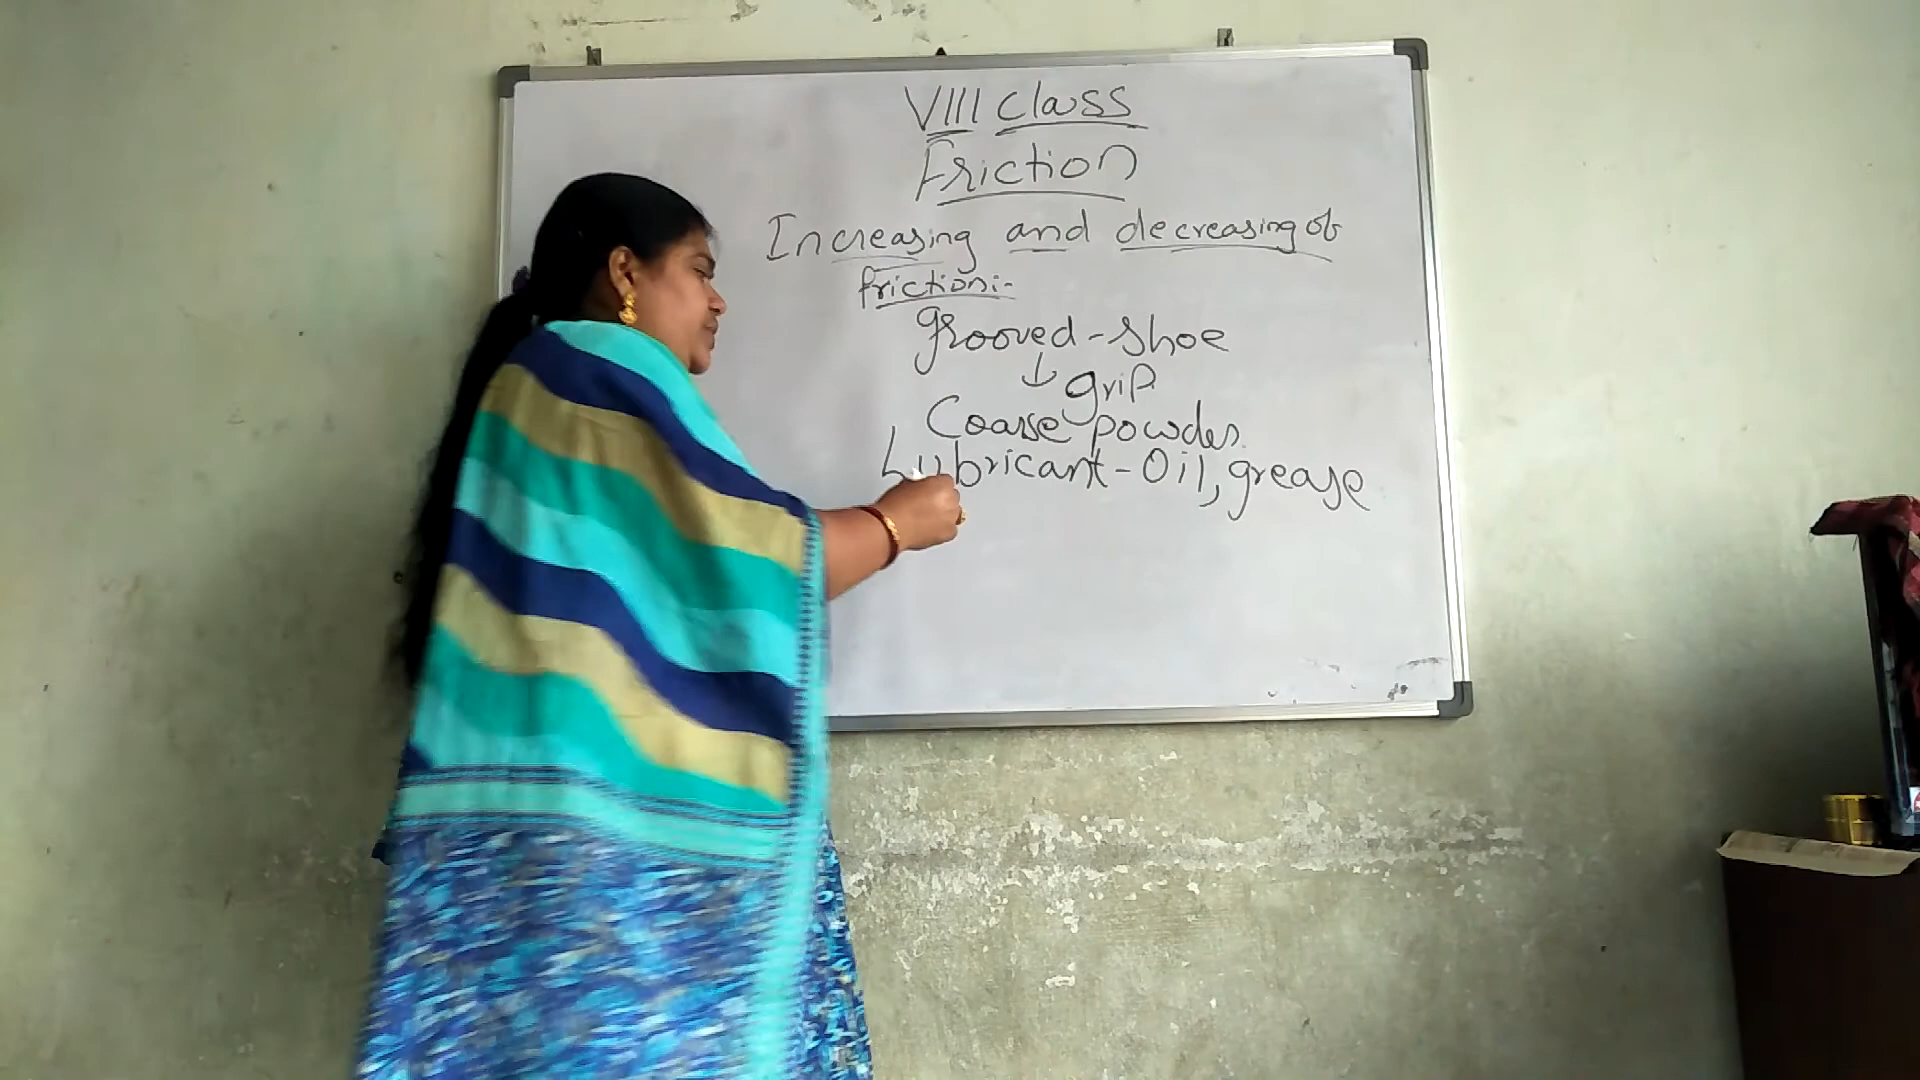 VIII class
Friction
Increasing and decreasing of
friction:-
grooved - shoe
↓ grip
Coarse powder.
Lubricant - Oil, grease